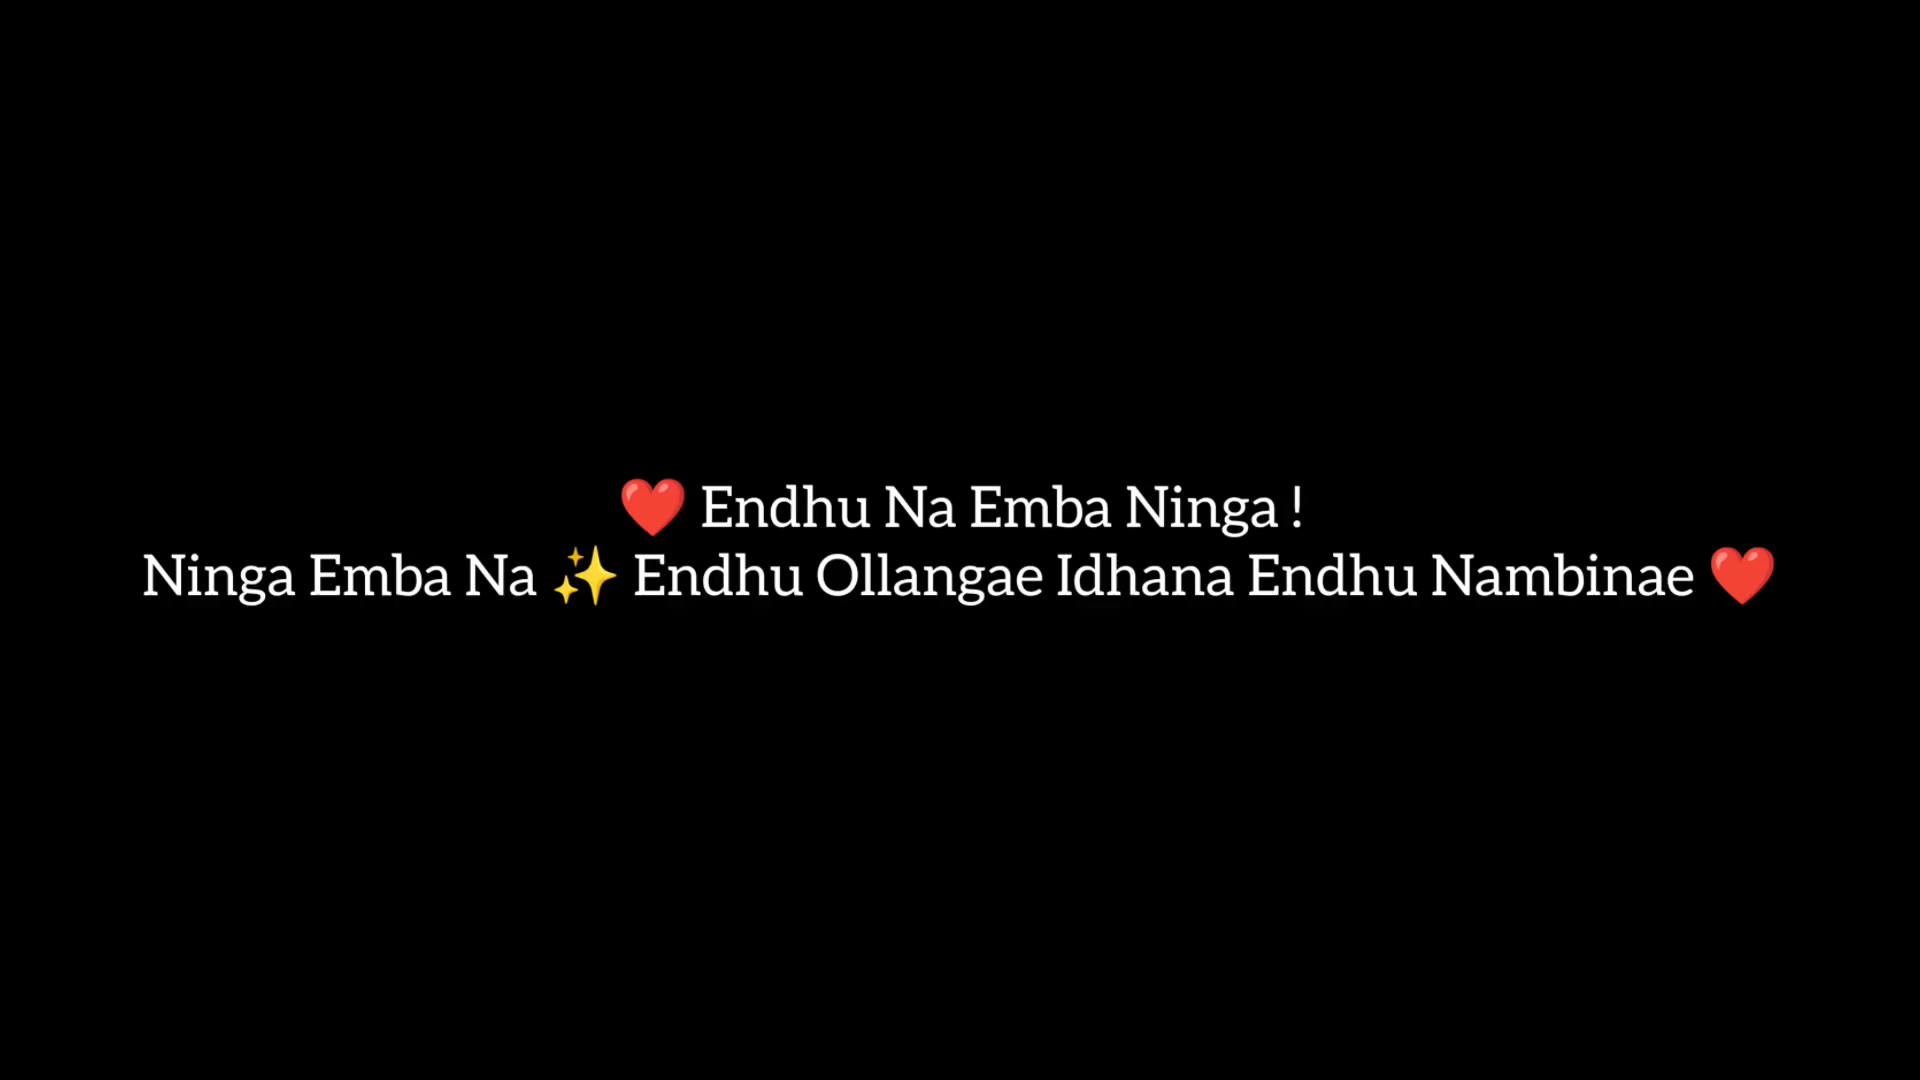 ❤️ Endhu Na Emba Ninga !
Ninga Emba Na ✨ Endhu Ollangae Idhana Endhu Nambinae ❤️